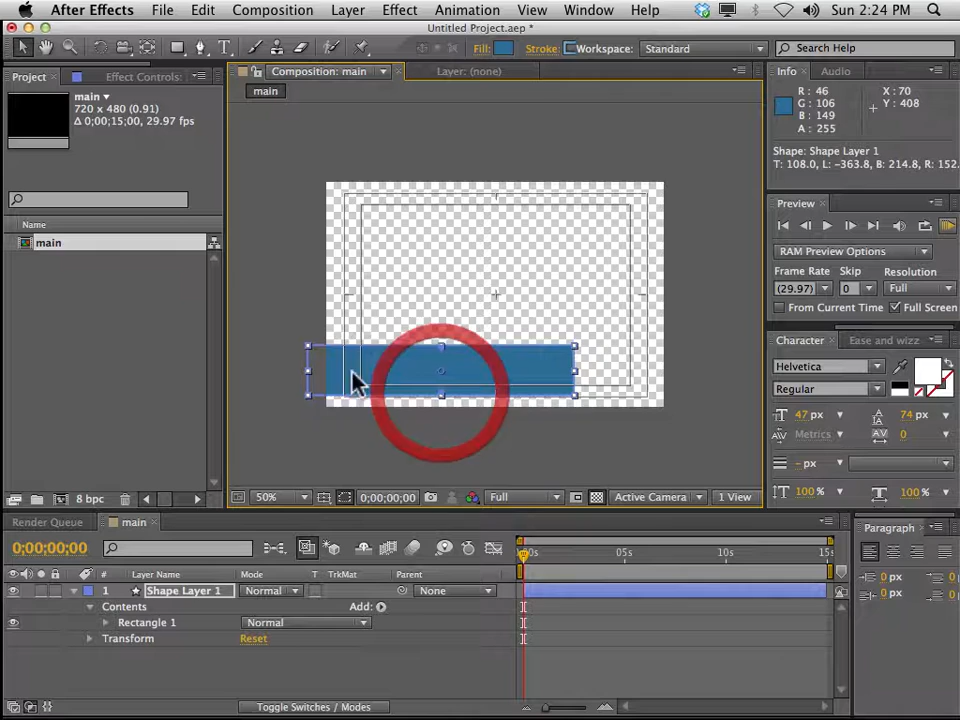 After Effects File Edit Composition Layer Effect Animation View Window Help Sun 2:24 PM
Untitled Project.aep *
Fill: Stroke: Workspace: Standard Search Help
Project Effect Controls:
Composition: main Layer: (none)
Info Audio
main
main
720 x 480 (0.91)
Δ 0;00;15;00, 29.97 fps
R: 46
G: 106
B: 149
A: 255
X: 70
Y: 408
Shape: Shape Layer 1
T: 108.0, L: -363.8, B: 214.8, R: 152.
Name
main
Preview
RAM Preview Options
Frame Rate Skip Resolution
(29.97) 0 Full
From Current Time Full Screen
Character Ease and wizz
Helvetica
Regular
47 px 74 px
Metrics 0
- px
100 % 100 %
8 bpc
50% 0;00;00;00 Full Active Camera 1 View
Render Queue main
0;00;00;00
05s 10s 15s
# Layer Name Mode T TrkMat Parent
1 Shape Layer 1 Normal None
Contents Add:
Rectangle 1 Normal
Transform Reset
Toggle Switches / Modes
Paragraph
0 px 0
0 px 0